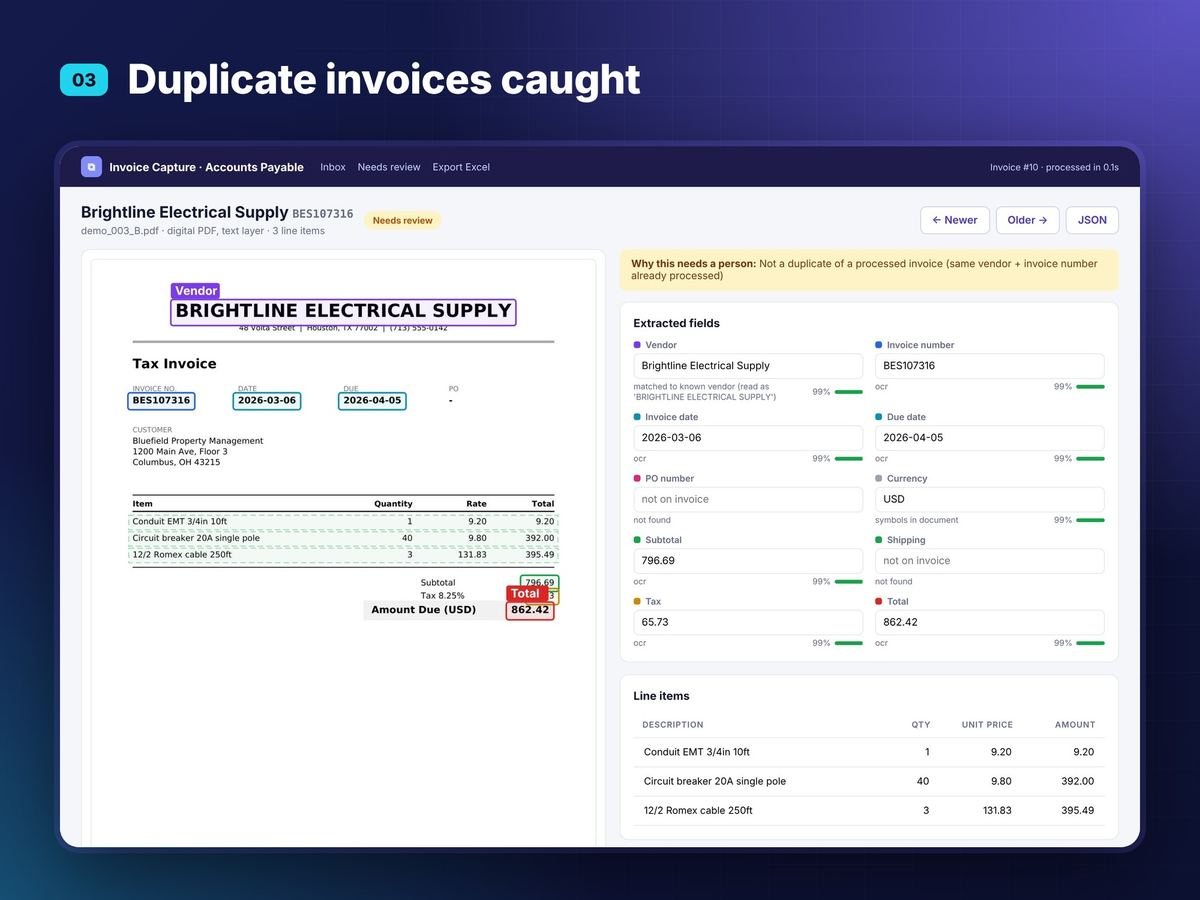 03 Duplicate invoices caught
Invoice Capture · Accounts Payable Inbox Needs review Export Excel Invoice #10 · processed in 0.1s
Brightline Electrical Supply BES107316 Needs review
demo_003_B.pdf · digital PDF, text layer · 3 line items
← Newer Older → JSON
Vendor
BRIGHTLINE ELECTRICAL SUPPLY
48 Volta Street | Houston, TX 77002 | (713) 555-0142
Tax Invoice
INVOICE NO. DATE DUE PO
BES107316 2026-03-06 2026-04-05 -
CUSTOMER
Bluefield Property Management
1200 Main Ave, Floor 3
Columbus, OH 43215
Item Quantity Rate Total
Conduit EMT 3/4in 10ft 1 9.20 9.20
Circuit breaker 20A single pole 40 9.80 392.00
12/2 Romex cable 250ft 3 131.83 395.49
Subtotal 796.69
Tax 8.25% Total 3
Amount Due (USD) 862.42
Why this needs a person: Not a duplicate of a processed invoice (same vendor + invoice number
already processed)
Extracted fields
Vendor Invoice number
Brightline Electrical Supply BES107316
matched to known vendor (read as
'BRIGHTLINE ELECTRICAL SUPPLY') 99% ocr 99%
Invoice date Due date
2026-03-06 2026-04-05
ocr 99% ocr 99%
PO number Currency
not on invoice USD
not found symbols in document 99%
Subtotal Shipping
796.69 not on invoice
ocr 99% not found
Tax Total
65.73 862.42
ocr 99% ocr 99%
Line items
DESCRIPTION QTY UNIT PRICE AMOUNT
Conduit EMT 3/4in 10ft 1 9.20 9.20
Circuit breaker 20A single pole 40 9.80 392.00
12/2 Romex cable 250ft 3 131.83 395.49